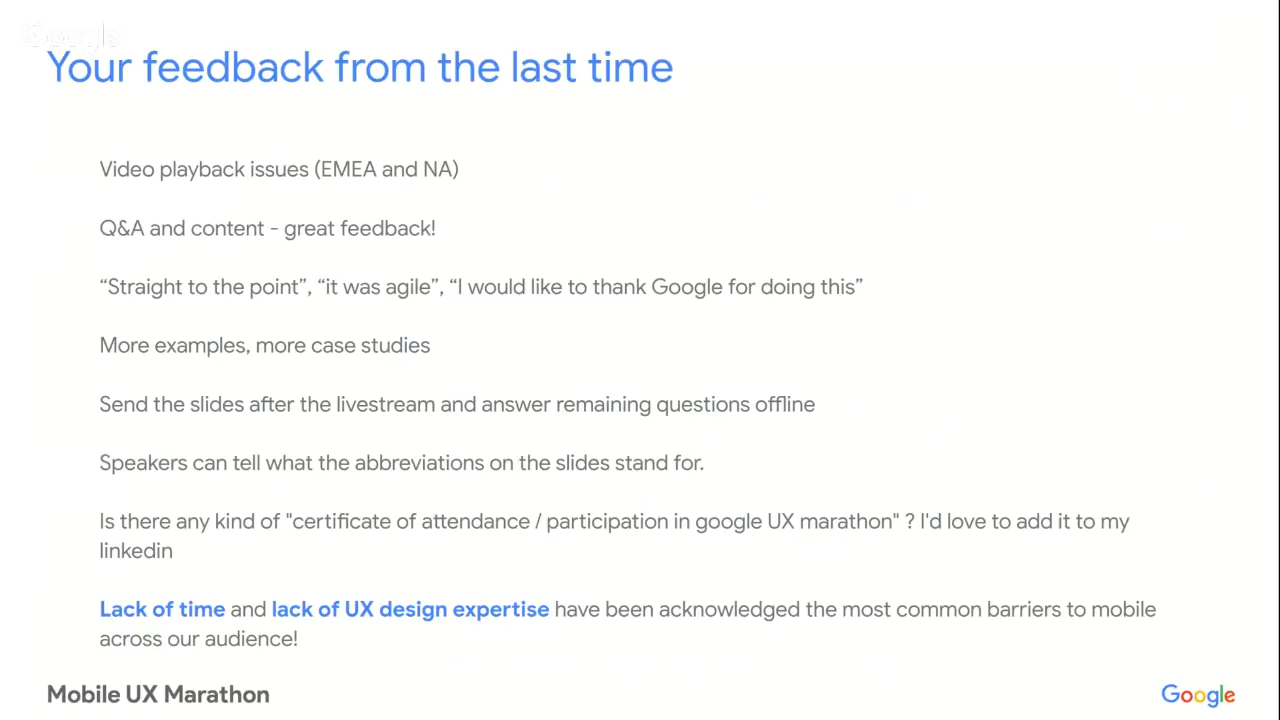 Google
Your feedback from the last time
Video playback issues (EMEA and NA)
Q&A and content - great feedback!
“Straight to the point”, “it was agile”, “I would like to thank Google for doing this”
More examples, more case studies
Send the slides after the livestream and answer remaining questions offline
Speakers can tell what the abbreviations on the slides stand for.
Is there any kind of "certificate of attendance / participation in google UX marathon" ? I'd love to add it to my
linkedin
Lack of time and lack of UX design expertise have been acknowledged the most common barriers to mobile
across our audience!
Mobile UX Marathon
Google